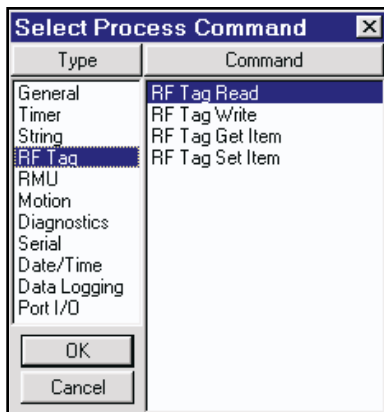 Select Process Command
Type
Command
General
Timer
String
RF Tag
RMU
Motion
Diagnostics
Serial
Date/Time
Data Logging
Port I/O
RF Tag Read
RF Tag Write
RF Tag Get Item
RF Tag Set Item
OK
Cancel